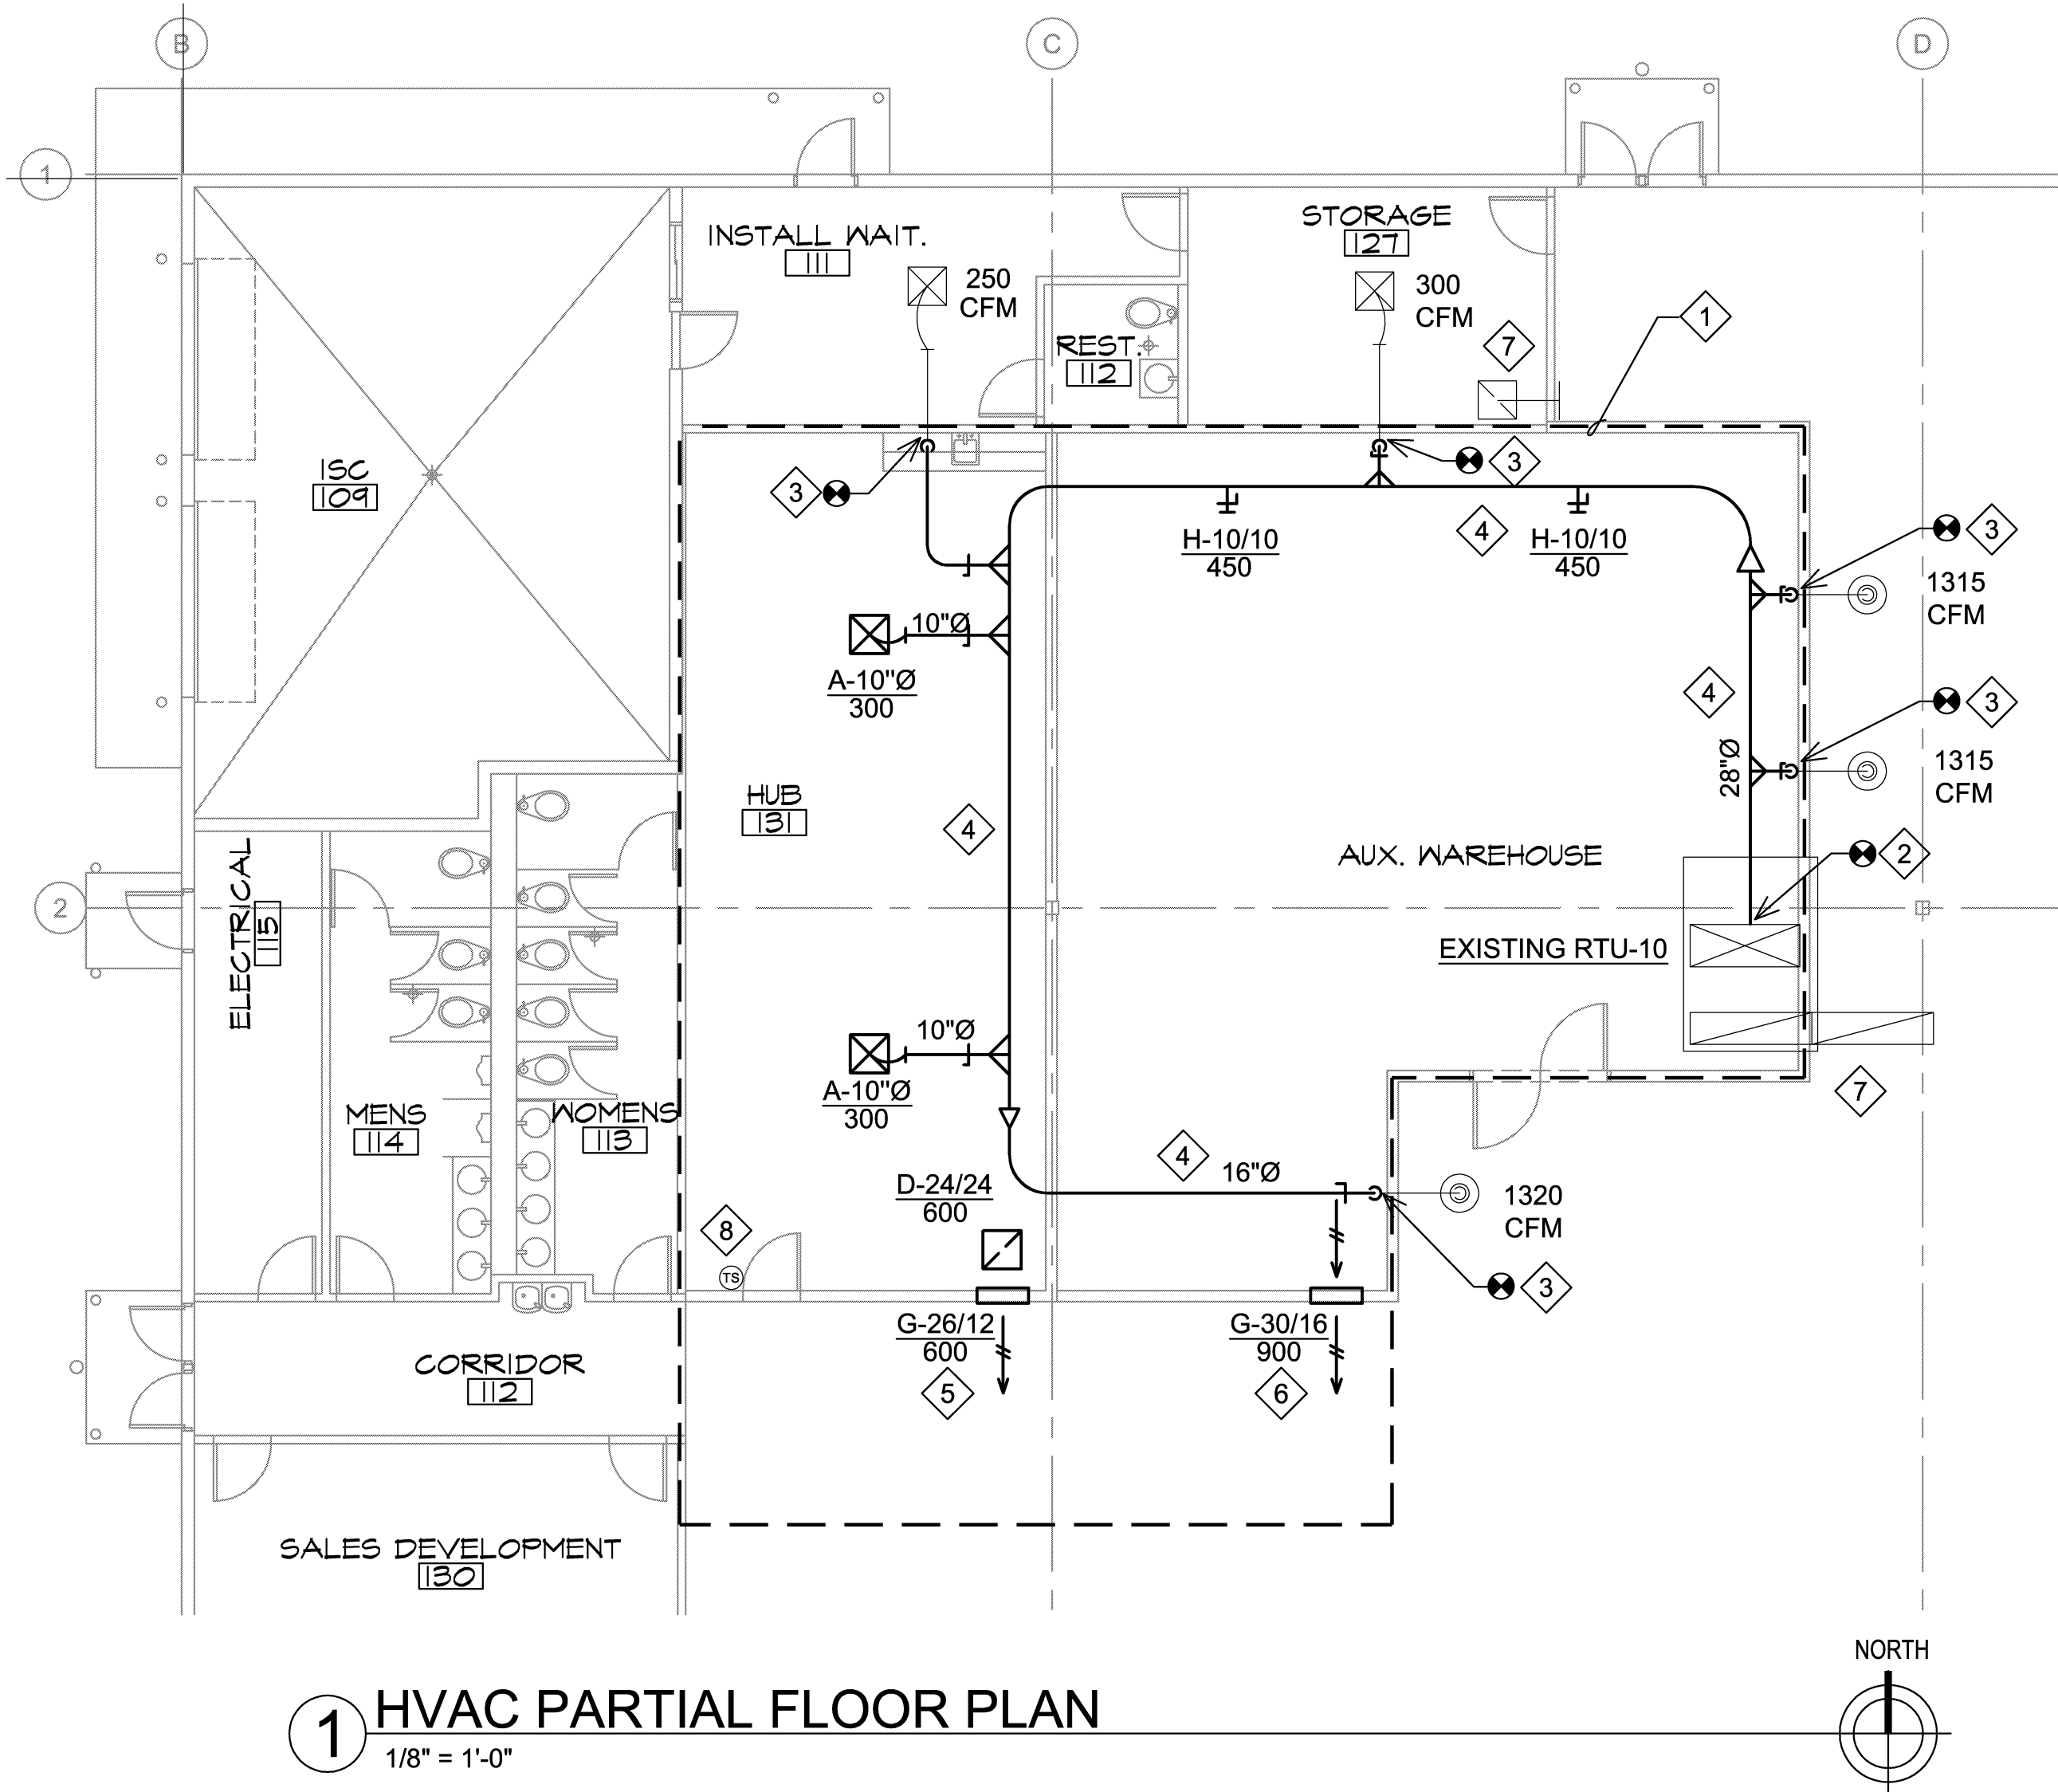 B
C
D
1
INSTALL WAIT.
111
250
CFM
STORAGE
127
300
CFM
1
7
REST.
112
ISC
109
3
3
4
H-10/10
450
H-10/10
450
3
1315
CFM
10"Ø
A-10"Ø
300
4
3
28"Ø
1315
CFM
HUB
131
4
AUX. WAREHOUSE
2
ELECTRICAL
115
2
EXISTING RTU-10
10"Ø
A-10"Ø
300
7
MENS
114
WOMENS
113
4
16"Ø
D-24/24
600
1320
CFM
8
TS
3
G-26/12
600
5
G-30/16
900
6
CORRIDOR
112
SALES DEVELOPMENT
130
NORTH
1
HVAC PARTIAL FLOOR PLAN
1/8" = 1'-0"